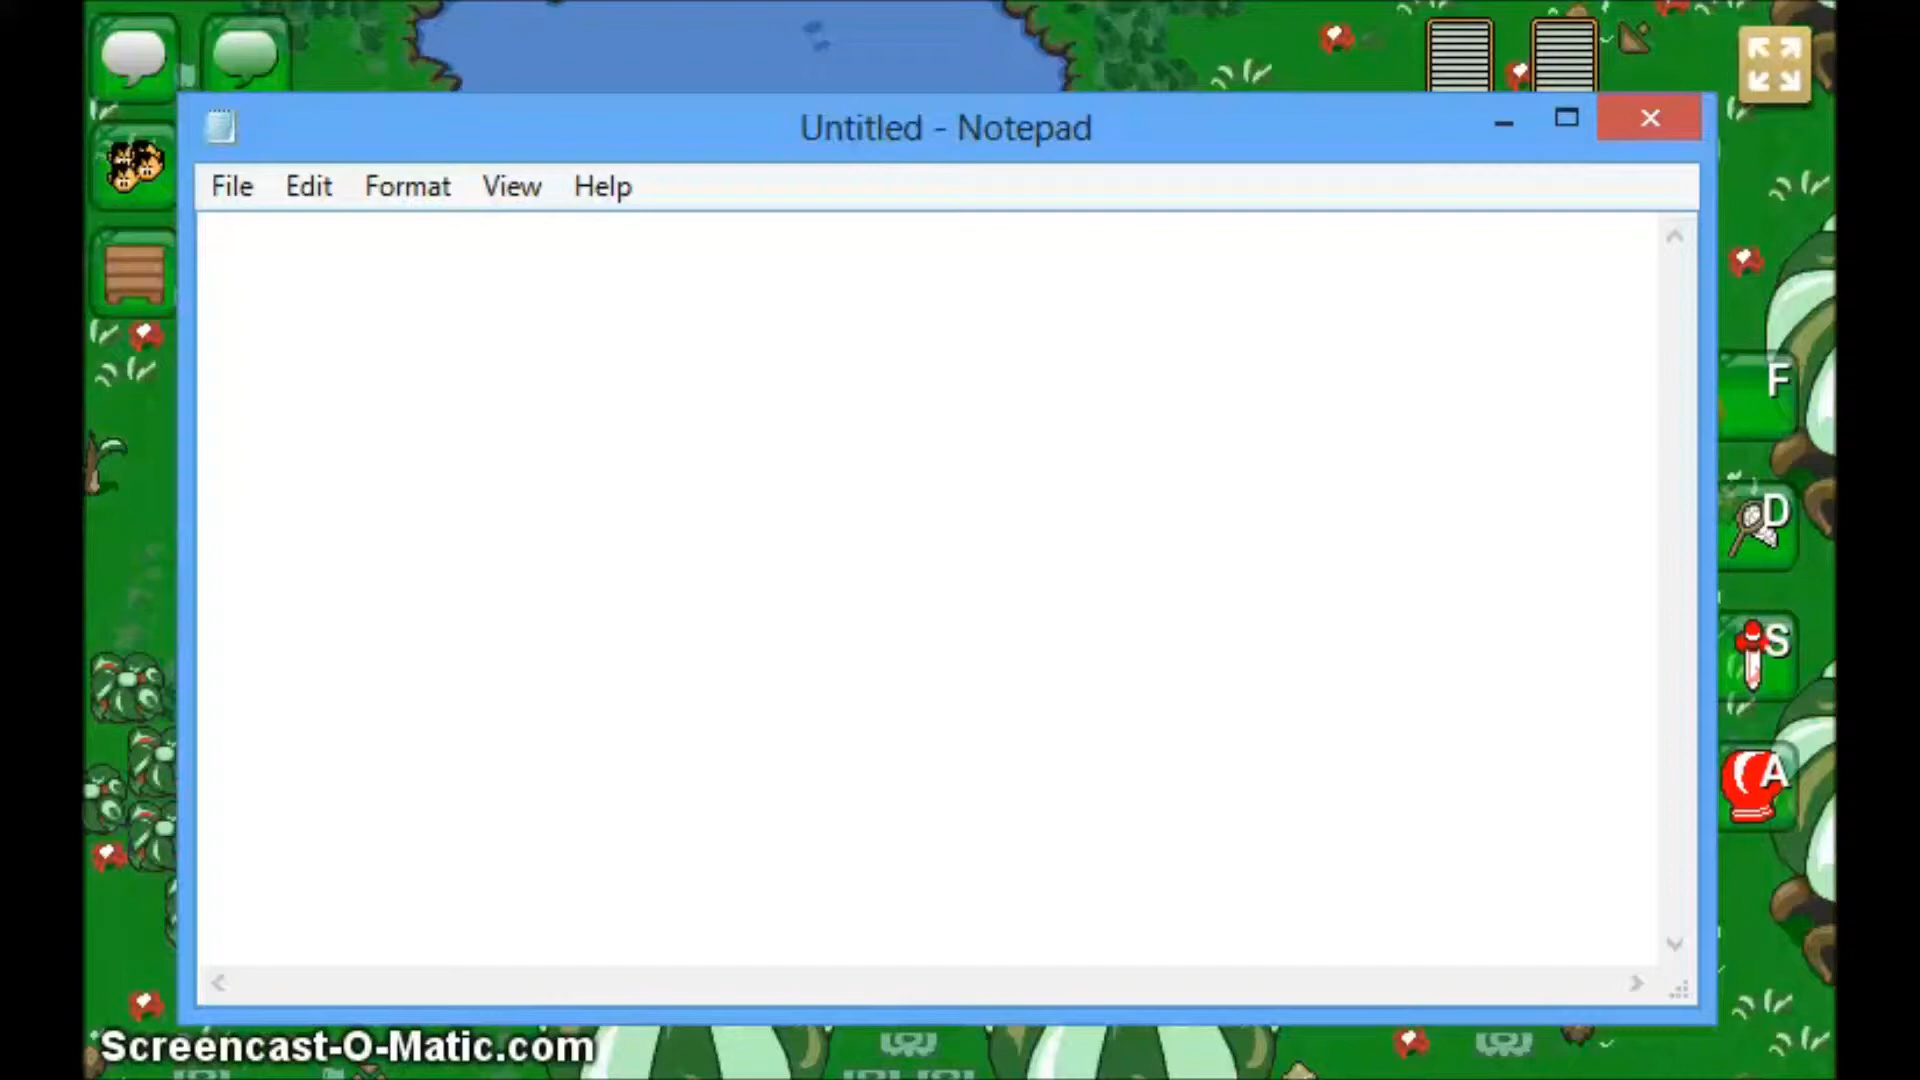 Untitled - Notepad
File Edit Format View Help
F
D
S
A
Screencast-O-Matic.com